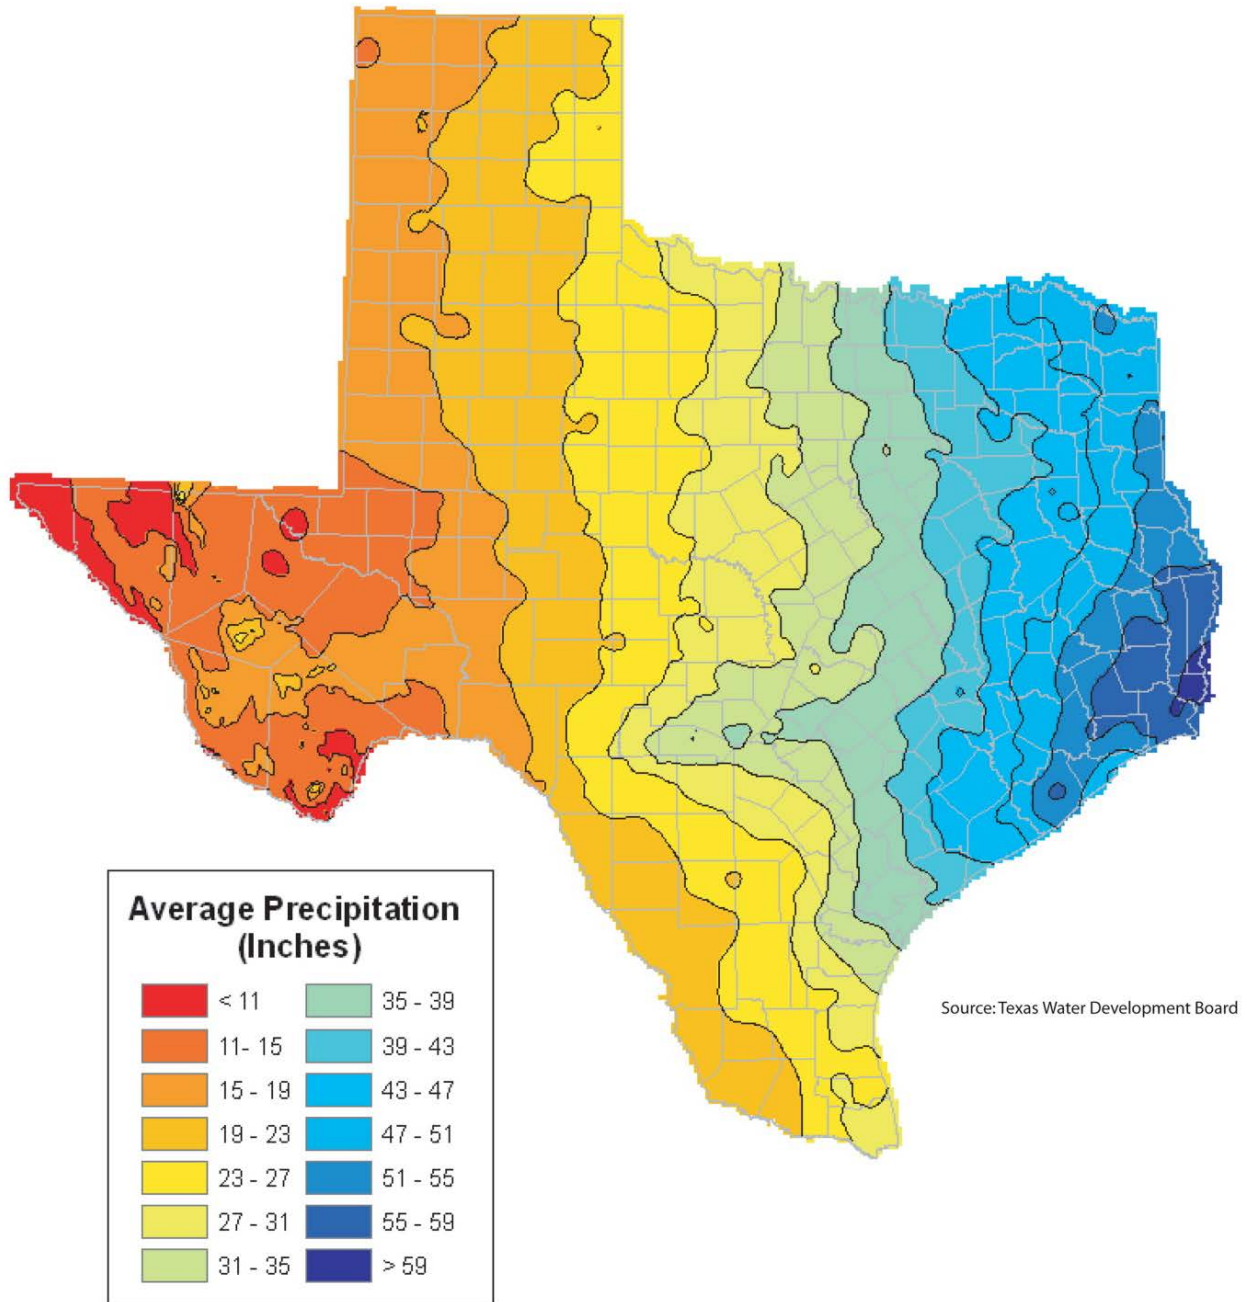 Average Precipitation
(Inches)
< 11
11- 15
15 - 19
19 - 23
23 - 27
27 - 31
31 - 35
35 - 39
39 - 43
43 - 47
47 - 51
51 - 55
55 - 59
> 59
Source: Texas Water Development Board